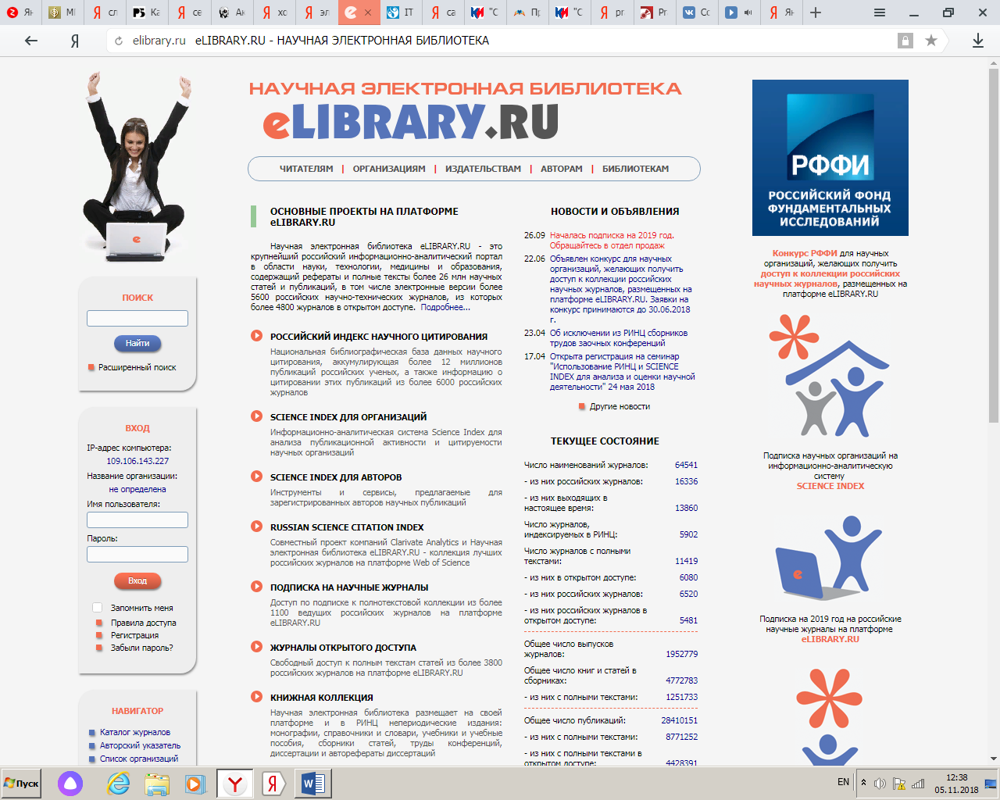 Ян
МІ
сл
Ка
се
Ак
хо
эл
IT
са
"С
Пр
"С
pr
Pr
Сс
Ян
elibrary.ru eLIBRARY.RU - НАУЧНАЯ ЭЛЕКТРОННАЯ БИБЛИОТЕКА
НАУЧНАЯ ЭЛЕКТРОННАЯ БИБЛИОТЕКА
eLIBRARY.RU
ЧИТАТЕЛЯМ | ОРГАНИЗАЦИЯМ | ИЗДАТЕЛЬСТВАМ | АВТОРАМ | БИБЛИОТЕКАМ
ПОИСК
Найти
Расширенный поиск
ВХОД
IP-адрес компьютера:
109.106.143.227
Название организации:
не определена
Имя пользователя:
Пароль:
Вход
Запомнить меня
Правила доступа
Регистрация
Забыли пароль?
НАВИГАТОР
Каталог журналов
Авторский указатель
Список организаций
ОСНОВНЫЕ ПРОЕКТЫ НА ПЛАТФОРМЕ
eLIBRARY.RU
Научная электронная библиотека eLIBRARY.RU - это
крупнейший российский информационно-аналитический портал
в области науки, технологии, медицины и образования,
содержащий рефераты и полные тексты более 26 млн научных
статей и публикаций, в том числе электронные версии более
5600 российских научно-технических журналов, из которых
более 4800 журналов в открытом доступе. Подробнее...
РОССИЙСКИЙ ИНДЕКС НАУЧНОГО ЦИТИРОВАНИЯ
Национальная библиографическая база данных научного
цитирования, аккумулирующая более 12 миллионов
публикаций российских ученых, а также информацию о
цитировании этих публикаций из более 6000 российских
журналов
SCIENCE INDEX ДЛЯ ОРГАНИЗАЦИЙ
Информационно-аналитическая система Science Index для
анализа публикационной активности и цитируемости
научных организаций
SCIENCE INDEX ДЛЯ АВТОРОВ
Инструменты и сервисы, предлагаемые для
зарегистрированных авторов научных публикаций
RUSSIAN SCIENCE CITATION INDEX
Совместный проект компаний Clarivate Analytics и Научная
электронная библиотека eLIBRARY.RU - коллекция лучших
российских журналов на платформе Web of Science
ПОДПИСКА НА НАУЧНЫЕ ЖУРНАЛЫ
Доступ по подписке к полнотекстовой коллекции из более
1100 ведущих российских журналов на платформе
eLIBRARY.RU
ЖУРНАЛЫ ОТКРЫТОГО ДОСТУПА
Свободный доступ к полным текстам статей из более 3800
российских журналов на платформе eLIBRARY.RU
КНИЖНАЯ КОЛЛЕКЦИЯ
Научная электронная библиотека размещает на своей
платформе и в РИНЦ непериодические издания:
монографии, справочники и словари, учебники и учебные
пособия, сборники статей, труды конференций,
диссертации и авторефераты диссертаций
НОВОСТИ И ОБЪЯВЛЕНИЯ
26.09 Началась подписка на 2019 год.
Обращайтесь в отдел продаж
22.06 Объявлен конкурс для научных
организаций, желающих получить
доступ к коллекции российских
научных журналов, размещенных на
платформе eLIBRARY.RU. Заявки на
конкурс принимаются до 30.06.2018
г.
23.04 Об исключении из РИНЦ сборников
трудов заочных конференций
17.04 Открыта регистрация на семинар
"Использование РИНЦ и SCIENCE
INDEX для анализа и оценки научной
деятельности" 24 мая 2018
Другие новости
ТЕКУЩЕЕ СОСТОЯНИЕ
Число наименований журналов: 64541
- из них российских журналов: 16336
- из них выходящих в
настоящее время: 13860
Число журналов,
индексируемых в РИНЦ: 5902
Число журналов с полными
текстами: 11419
- из них в открытом доступе: 6080
- из них российских журналов: 6520
- из них российских журналов в
открытом доступе: 5481
Общее число выпусков
журналов: 1952779
Общее число книг и статей в
сборниках: 4772783
- из них с полными текстами: 1251733
Общее число публикаций: 28410151
- из них с полными текстами: 8771252
- из них с полными текстами в
открытом доступе: 4428391
РФФИ
РОССИЙСКИЙ ФОНД
ФУНДАМЕНТАЛЬНЫХ
ИССЛЕДОВАНИЙ
Конкурс РФФИ для научных
организаций, желающих получить
доступ к коллекции российских
научных журналов, размещенных на
платформе eLIBRARY.RU
Подписка научных организаций на
информационно-аналитическую
систему
SCIENCE INDEX
Подписка на 2019 год на российские
научные журналы на платформе
eLIBRARY.RU
Пуск
EN
12:38
05.11.2018